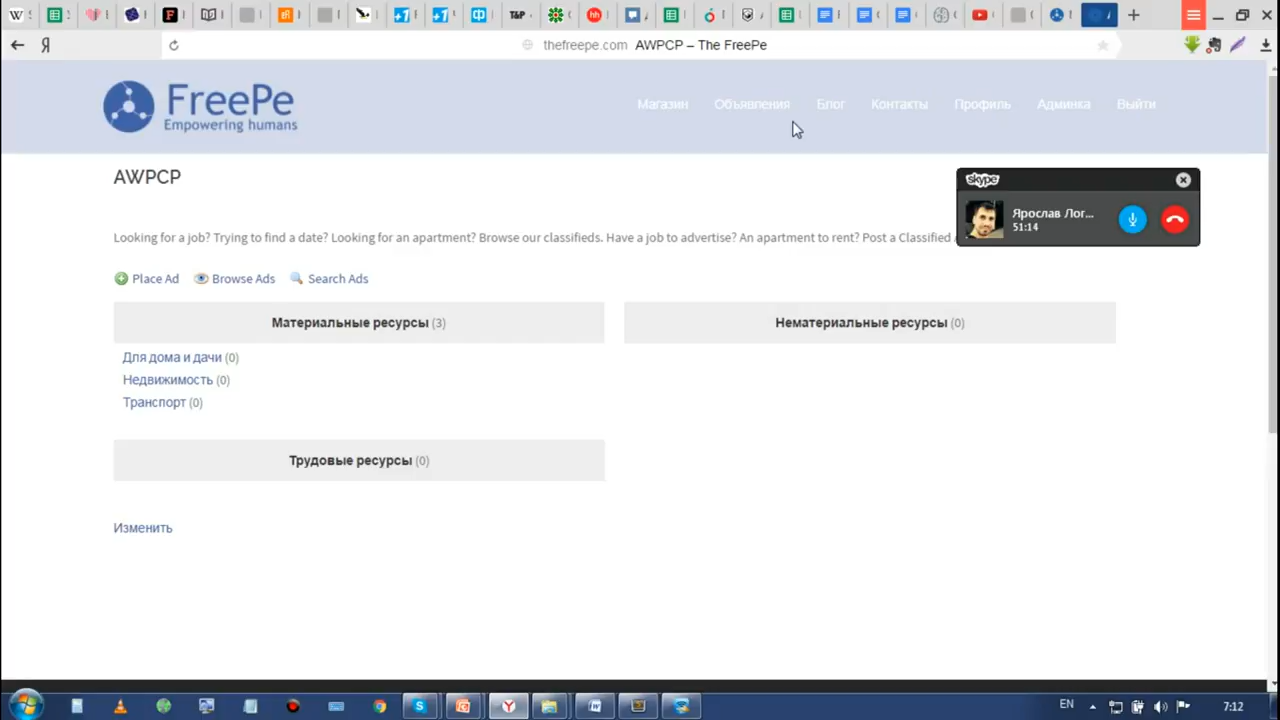 thefreepe.com AWPCP – The FreePe
FreePe
Empowering humans
Магазин Объявления Блог Контакты Профиль Админка Выйти
AWPCP
skype
Ярослав Лог...
51:14
Looking for a job? Trying to find a date? Looking for an apartment? Browse our classifieds. Have a job to advertise? An apartment to rent? Post a Classified
Place Ad Browse Ads Search Ads
Материальные ресурсы (3) Нематериальные ресурсы (0)
Для дома и дачи (0)
Недвижимость (0)
Транспорт (0)
Трудовые ресурсы (0)
Изменить
EN 7:12